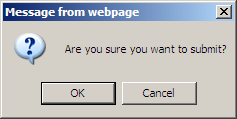 Message from webpage
Are you sure you want to submit?
OK
Cancel